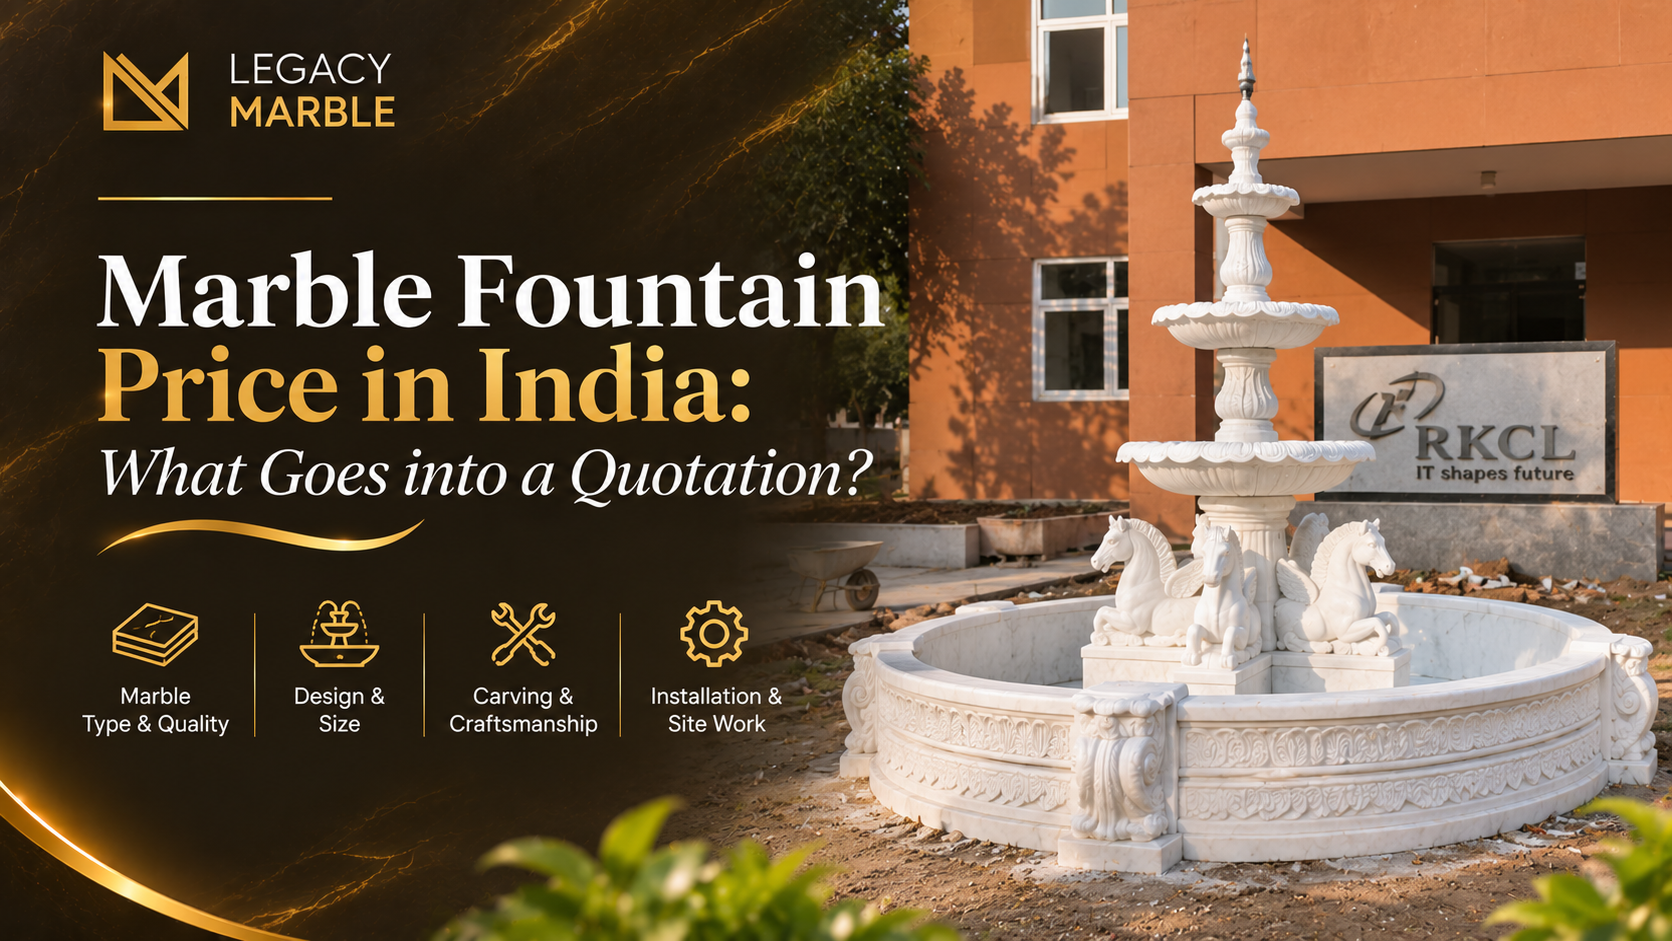 LEGACY
MARBLE
Marble Fountain
Price in India:
What Goes into a Quotation?
Marble
Type & Quality
Design &
Size
Carving &
Craftsmanship
Installation &
Site Work
RKCL
IT shapes future